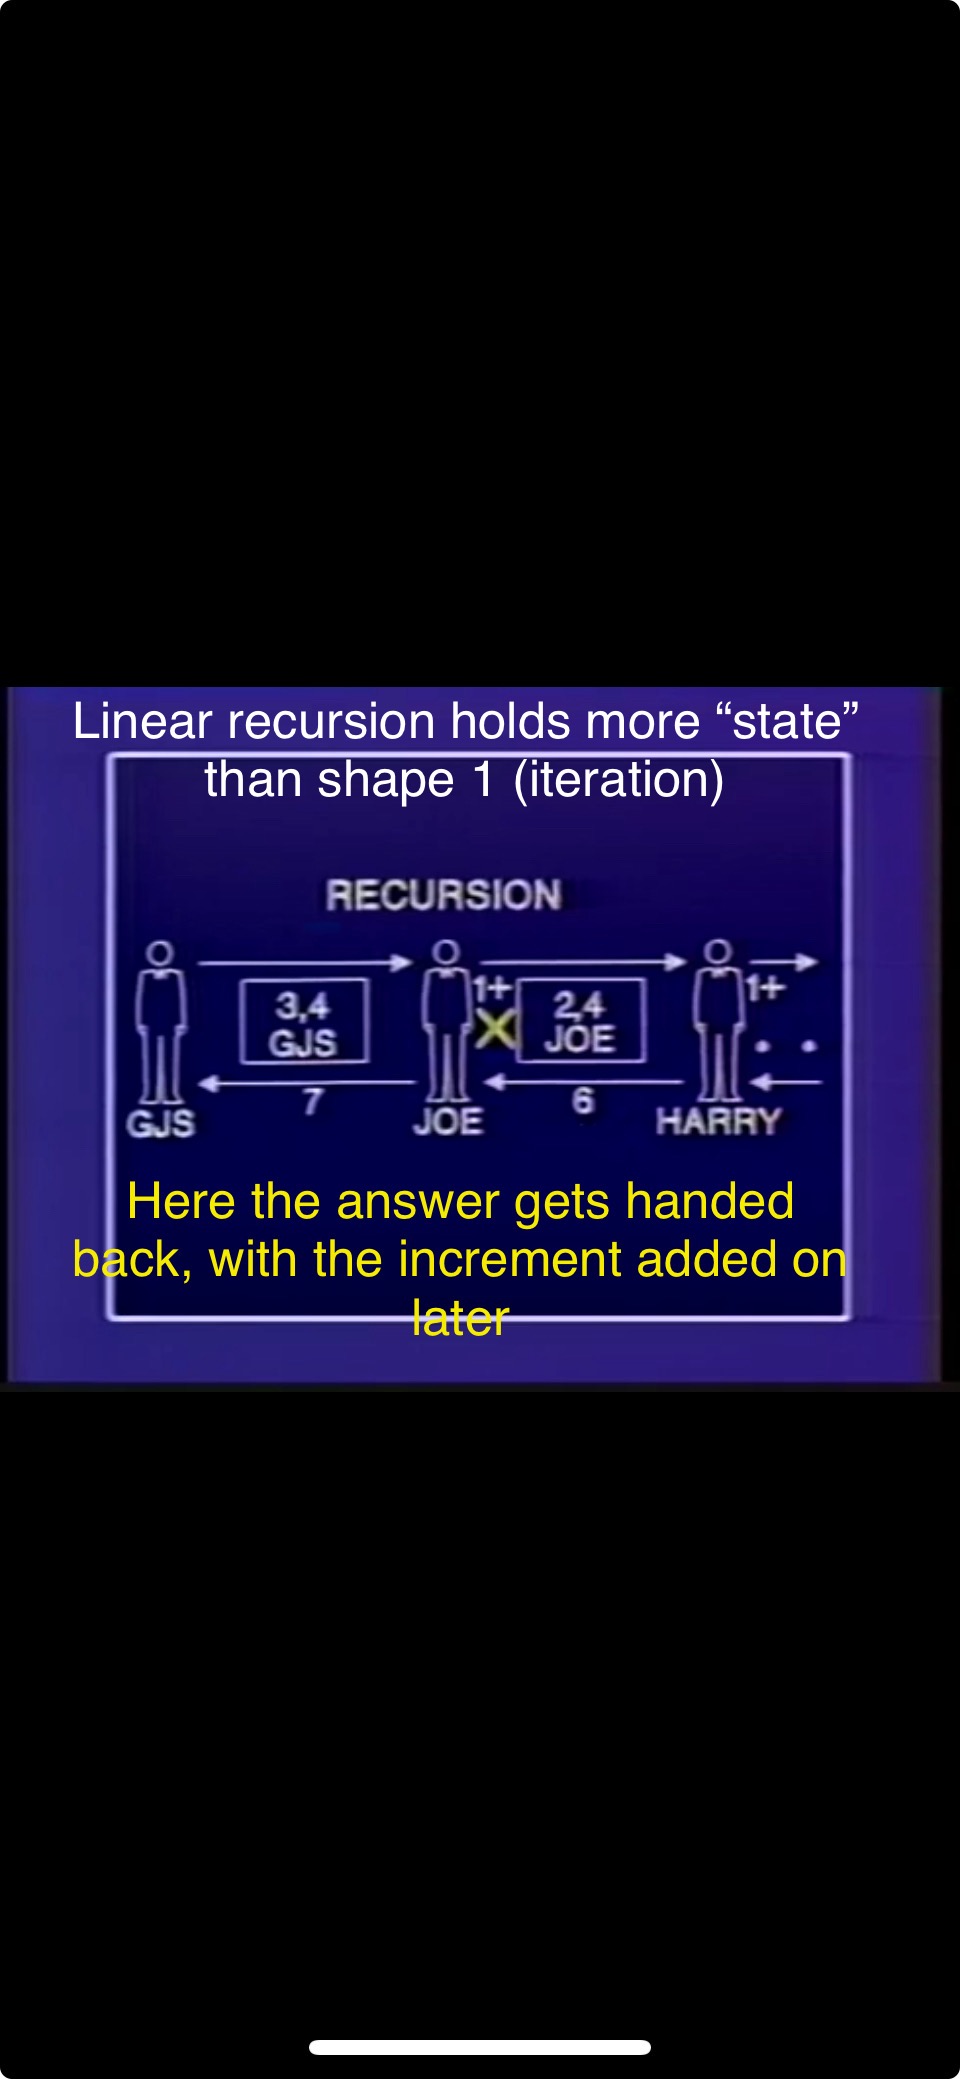 Linear recursion holds more “state”
than shape 1 (iteration)
RECURSION
1+ 1+
3,4 2,4
GJS JOE
7 6
GJS JOE HARRY
Here the answer gets handed
back, with the increment added on
later